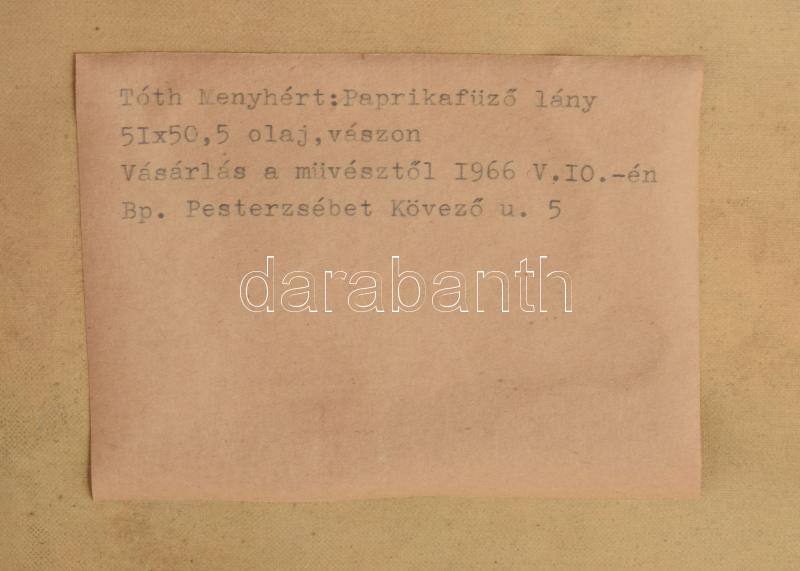 Tóth Menyhért:Paprikafüző lány
5Ix50,5 olaj,vászon
Vásárlás a müvésztől I966 V.IO.-én
Bp. Pesterzsébet Kövező u. 5
darabanth